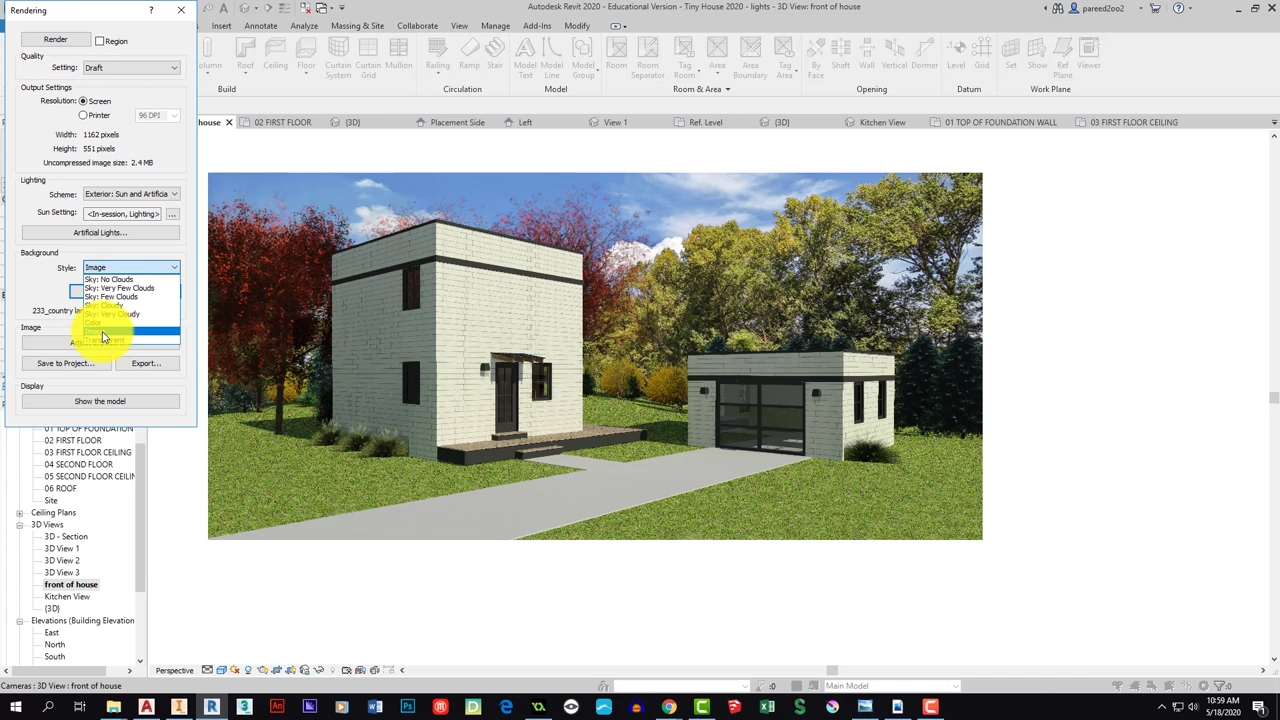 Rendering
?
Autodesk Revit 2020 - Educational Version - Tiny House 2020 - lights - 3D View: front of house
pareed2oo2
Insert
Annotate
Analyze
Massing & Site
Collaborate
View
Manage
Add-Ins
Modify
Render
Region
Quality
Setting: Draft
Output Settings
Resolution: Screen
Printer
96 DPI
Width: 1162 pixels
Height: 551 pixels
Uncompressed image size: 2.4 MB
Lighting
Scheme: Exterior: Sun and Artificia
Sun Setting: <In-session, Lighting>
...
Artificial Lights...
Background
Style: Image
Sky: No Clouds
Sky: Very Few Clouds
Sky: Few Clouds
Sky: Cloudy
Sky: Very Cloudy
Color
233_country la
Image
Save to Project...
Export...
Display
Show the model
Column
Roof
Ceiling
Floor
Curtain System
Curtain Grid
Mullion
Railing
Ramp
Stair
Model Text
Model Line
Model Group
Room
Room Separator
Tag Room
Area
Area Boundary
Tag Area
By Face
Shaft
Wall
Vertical
Dormer
Level
Grid
Set
Show
Ref Plane
Viewer
Build
Circulation
Model
Room & Area
Opening
Datum
Work Plane
house
02 FIRST FLOOR
{3D}
Placement Side
Left
View 1
Ref. Level
{3D}
Kitchen View
01 TOP OF FOUNDATION WALL
03 FIRST FLOOR CEILING
01 TOP OF FOUNDATION
02 FIRST FLOOR
03 FIRST FLOOR CEILING
04 SECOND FLOOR
05 SECOND FLOOR CEILIN
06 ROOF
Site
Ceiling Plans
3D Views
3D - Section
3D View 1
3D View 2
3D View 3
front of house
Kitchen View
{3D}
Elevations (Building Elevation
East
North
South
Perspective
Cameras : 3D View : front of house
:0
Main Model
:0
10:59 AM
5/18/2020